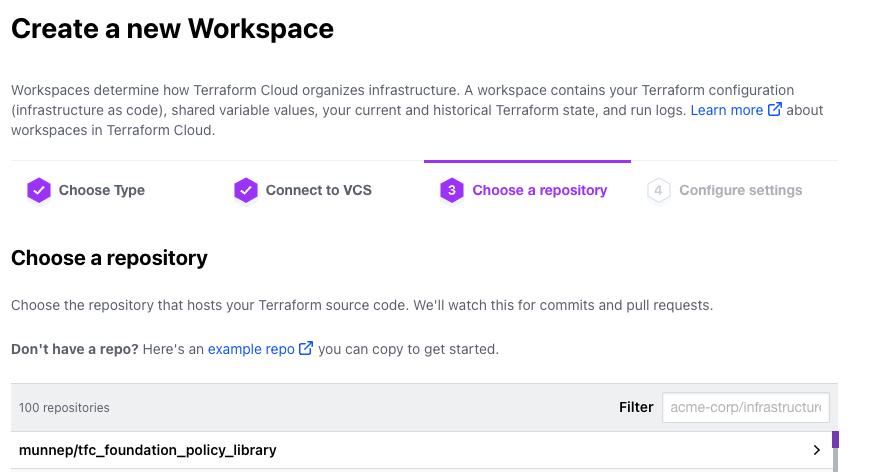 Create a new Workspace
Workspaces determine how Terraform Cloud organizes infrastructure. A workspace contains your Terraform configuration
(infrastructure as code), shared variable values, your current and historical Terraform state, and run logs. Learn more about
workspaces in Terraform Cloud.
Choose Type
Connect to VCS
3 Choose a repository
4 Configure settings
Choose a repository
Choose the repository that hosts your Terraform source code. We'll watch this for commits and pull requests.
Don't have a repo? Here's an example repo you can copy to get started.
100 repositories
Filter acme-corp/infrastructure
munnep/tfc_foundation_policy_library